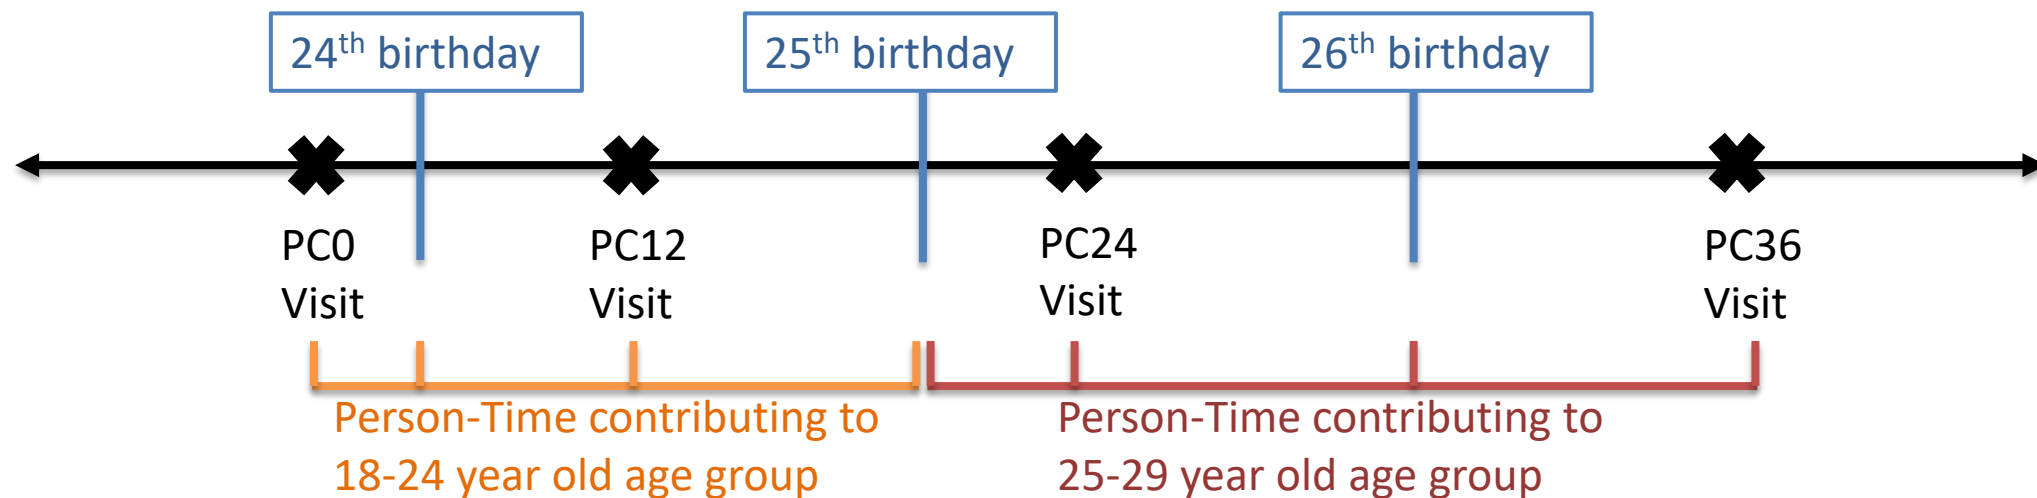 24th birthday
25th birthday
26th birthday
PC0
Visit
PC12
Visit
PC24
Visit
PC36
Visit
Person-Time contributing to
18-24 year old age group
Person-Time contributing to
25-29 year old age group